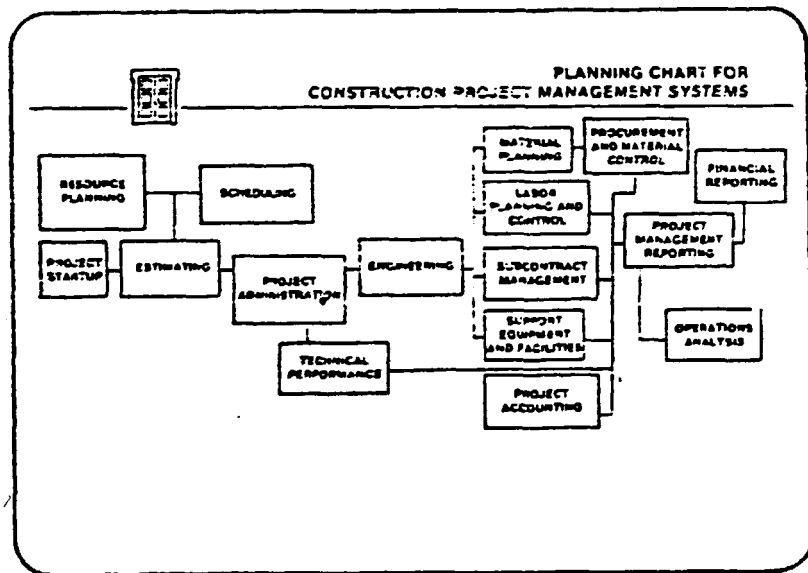 PLANNING CHART FOR
CONSTRUCTION PROJECT MANAGEMENT SYSTEMS
RESOURCE
PLANNING
SCHEDULING
PROJECT
STARTUP
ESTIMATING
PROJECT
ADMINISTRATION
ENGINEERING
TECHNICAL
PERFORMANCE
MATERIAL
PLANNING
PROCUREMENT
AND MATERIAL
CONTROL
LABOR
PLANNING AND
CONTROL
SUBCONTRACT
MANAGEMENT
SUPPORT
EQUIPMENT
AND FACILITIES
PROJECT
ACCOUNTING
FINANCIAL
REPORTING
PROJECT
MANAGEMENT
REPORTING
OPERATIONS
ANALYSIS